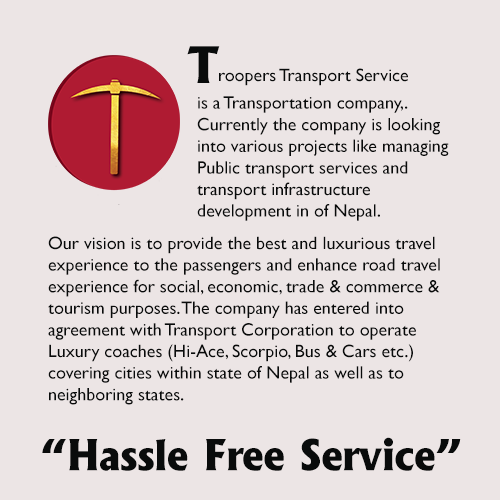 Troopers Transport Service
is a Transportation company,.
Currently the company is looking
into various projects like managing
Public transport services and
transport infrastructure
development in of Nepal.
Our vision is to provide the best and luxurious travel
experience to the passengers and enhance road travel
experience for social, economic, trade & commerce &
tourism purposes. The company has entered into
agreement with Transport Corporation to operate
Luxury coaches (Hi-Ace, Scorpio, Bus & Cars etc.)
covering cities within state of Nepal as well as to
neighboring states.
“Hassle Free Service”